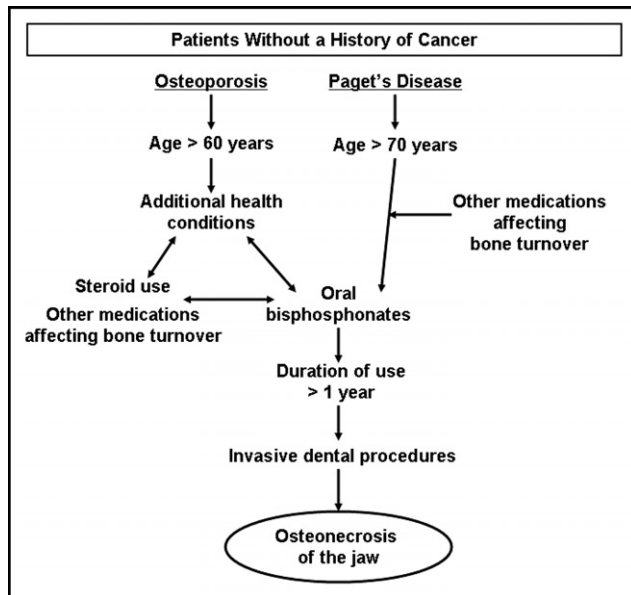 Patients Without a History of Cancer
Osteoporosis
Paget's Disease
Age > 60 years
Age > 70 years
Additional health
conditions
Other medications
affecting
bone turnover
Steroid use
Other medications
affecting bone turnover
Oral
bisphosphonates
Duration of use
> 1 year
Invasive dental procedures
Osteonecrosis
of the jaw